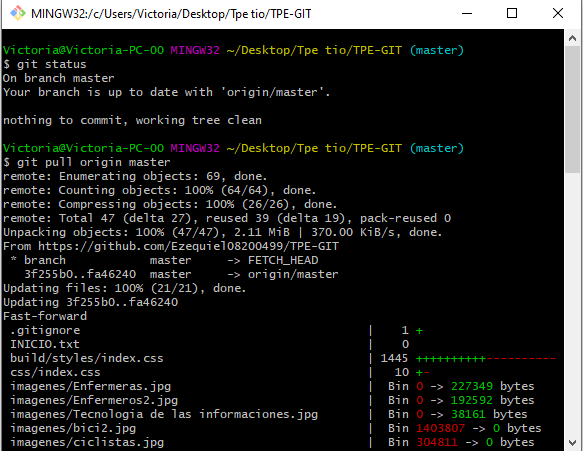 MINGW32:/c/Users/Victoria/Desktop/Tpe tio/TPE-GIT
Victoria@Victoria-PC-00 MINGW32 ~/Desktop/Tpe tio/TPE-GIT (master)
$ git status
On branch master
Your branch is up to date with 'origin/master'.
nothing to commit, working tree clean
Victoria@Victoria-PC-00 MINGW32 ~/Desktop/Tpe tio/TPE-GIT (master)
$ git pull origin master
remote: Enumerating objects: 69, done.
remote: Counting objects: 100% (64/64), done.
remote: Compressing objects: 100% (26/26), done.
remote: Total 47 (delta 27), reused 39 (delta 19), pack-reused 0
Unpacking objects: 100% (47/47), 2.11 MiB | 370.00 KiB/s, done.
From https://github.com/Ezequiel08200499/TPE-GIT
 * branch            master     -> FETCH_HEAD
   3f255b0..fa46240  master     -> origin/master
Updating files: 100% (21/21), done.
Updating 3f255b0..fa46240
Fast-forward
 .gitignore                                       |    1 +
 INICIO.txt                                       |    0
 build/styles/index.css                           | 1445 ++++++++++----------
 css/index.css                                    |   10 +-
 imagenes/Enfermeras.jpg                          |  Bin 0 -> 227349 bytes
 imagenes/Enfermeros2.jpg                         |  Bin 0 -> 192592 bytes
 imagenes/Tecnologia de las informaciones.jpg     |  Bin 0 -> 38161 bytes
 imagenes/bici2.jpg                               |  Bin 1403807 -> 0 bytes
 imagenes/ciclistas.jpg                           |  Bin 304811 -> 0 bytes